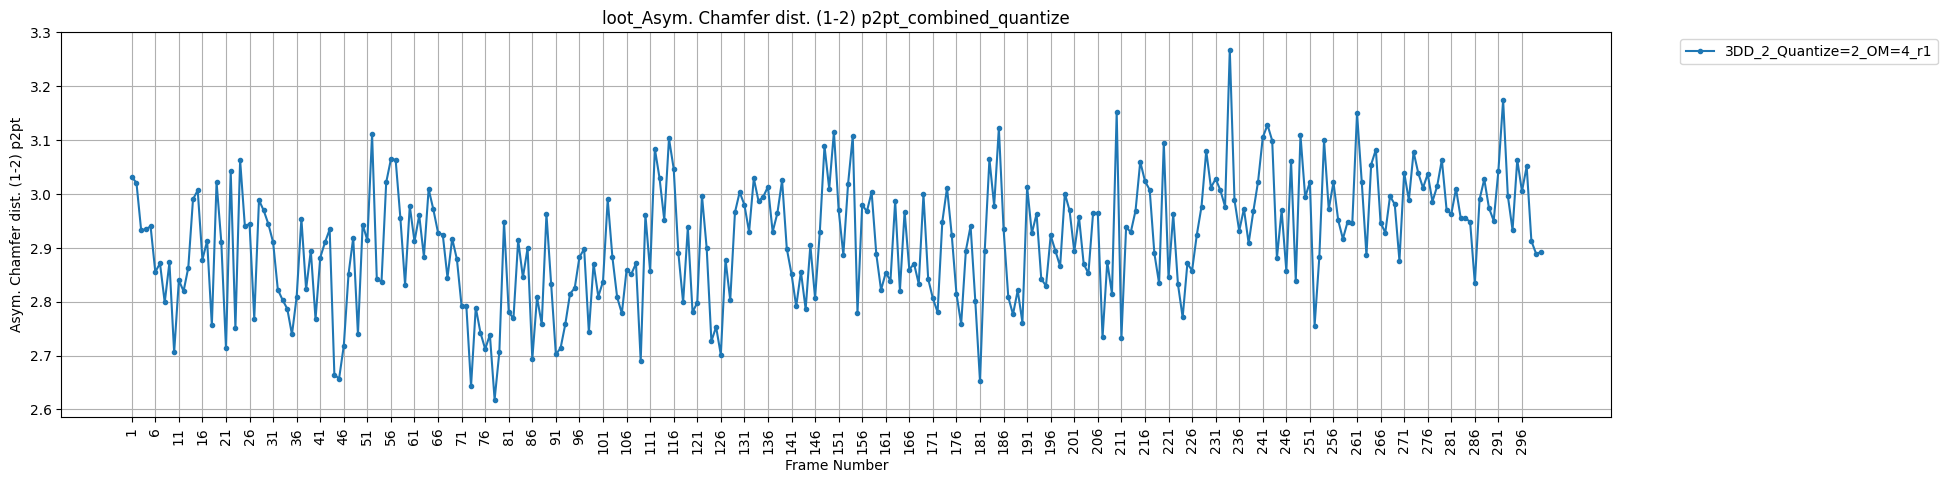 loot_Asym. Chamfer dist. (1-2) p2pt_combined_quantize
3DD_2_Quantize=2_OM=4_r1
Asym. Chamfer dist. (1-2) p2pt
3.3
3.2
3.1
3.0
2.9
2.8
2.7
2.6
1 6 11 16 21 26 31 36 41 46 51 56 61 66 71 76 81 86 91 96 101 106 111 116 121 126 131 136 141 146 151 156 161 166 171 176 181 186 191 196 201 206 211 216 221 226 231 236 241 246 251 256 261 266 271 276 281 286 291 296
Frame Number